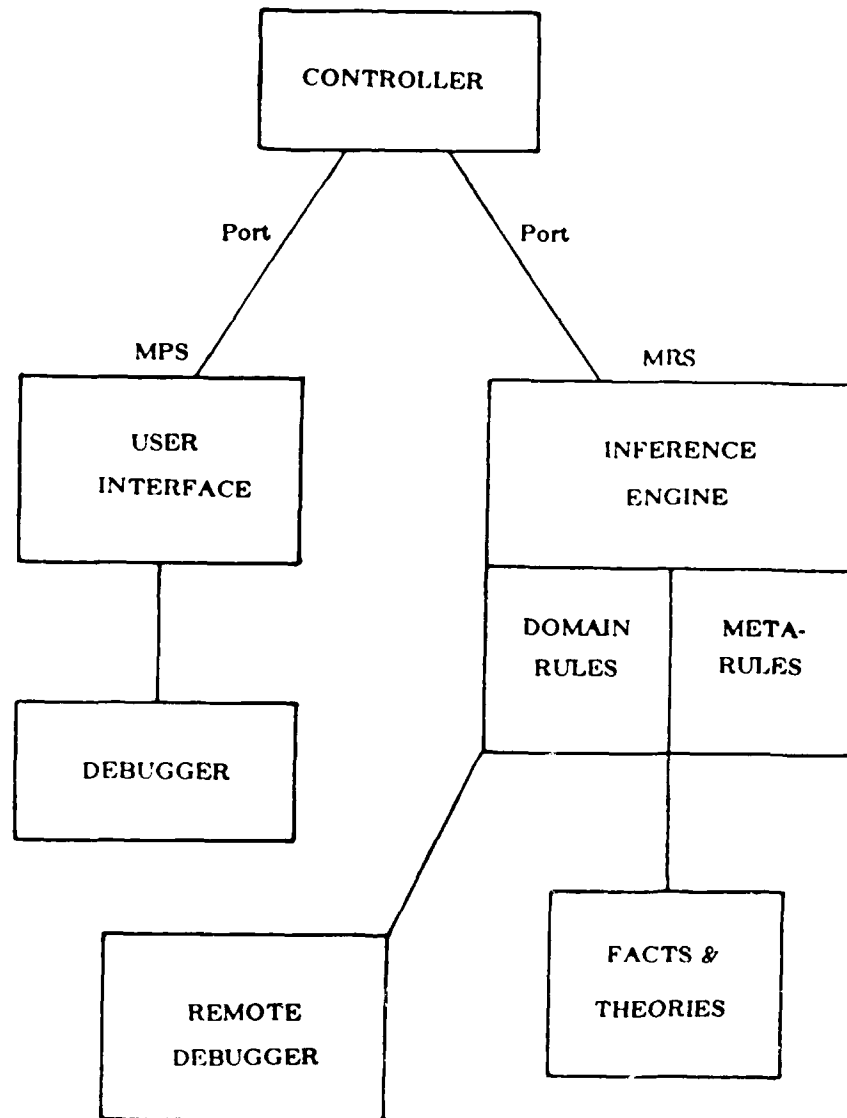 CONTROLLER
Port
Port
MPS
MRS
USER
INTERFACE
INFERENCE
ENGINE
DOMAIN
RULES
META-
RULES
DEBUGGER
FACTS &
THEORIES
REMOTE
DEBUGGER